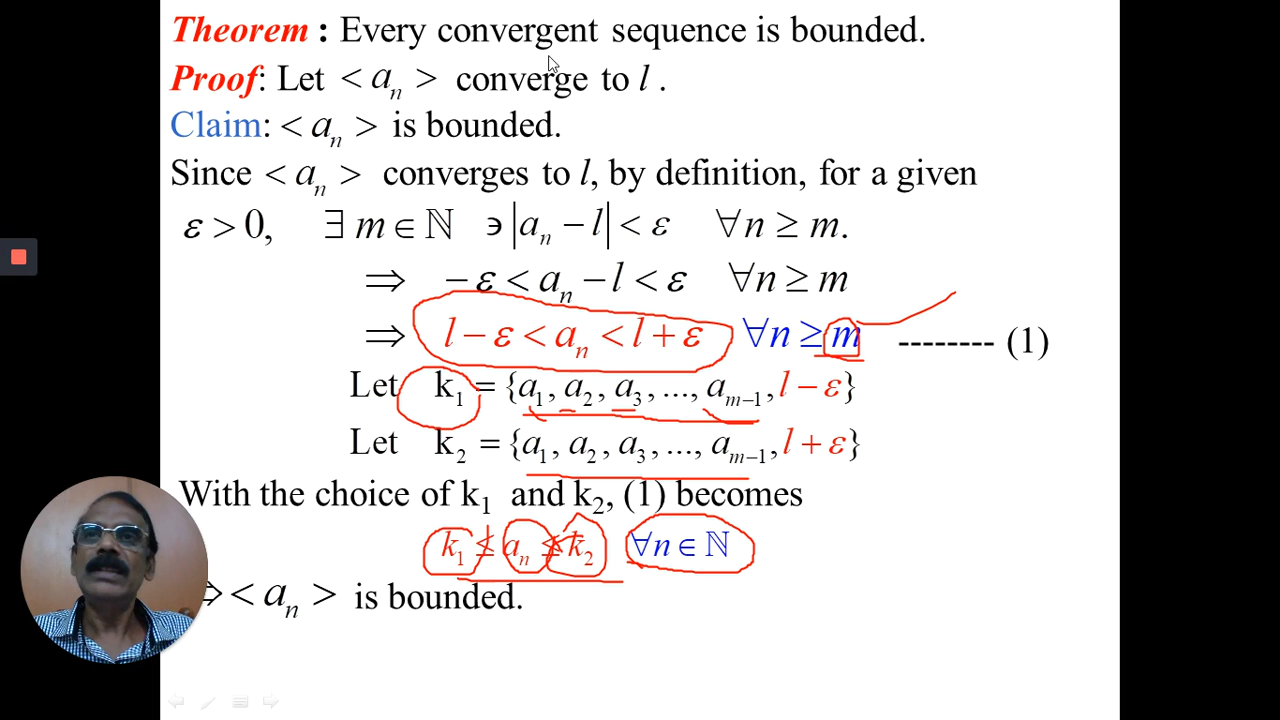 Theorem : Every convergent sequence is bounded.
Proof: Let < aₙ > converge to l .
Claim: < aₙ > is bounded.
Since < aₙ > converges to l, by definition, for a given
ε > 0, ∃ m ∈ ℕ ∋ |aₙ − l| < ε ∀n ≥ m.
⇒ − ε < aₙ − l < ε ∀n ≥ m
⇒ l − ε < aₙ < l + ε ∀n ≥ m -------- (1)
Let k₁ = {a₁, a₂, a₃, ..., aₘ₋₁, l − ε}
Let k₂ = {a₁, a₂, a₃, ..., aₘ₋₁, l + ε}
With the choice of k₁ and k₂, (1) becomes
k₁ ≤ aₙ ≤ k₂ ∀n ∈ ℕ
⇒ < aₙ > is bounded.